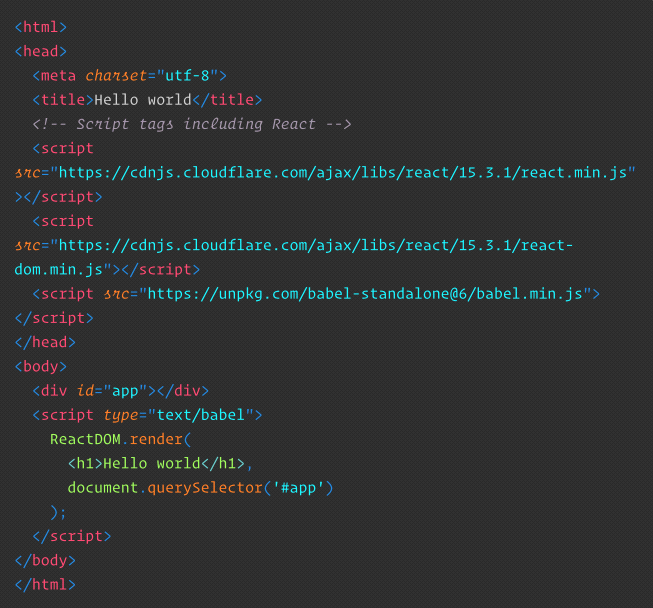 <html>
<head>
  <meta charset="utf-8">
  <title>Hello world</title>
  <!-- Script tags including React -->
  <script
src="https://cdnjs.cloudflare.com/ajax/libs/react/15.3.1/react.min.js"
></script>
  <script
src="https://cdnjs.cloudflare.com/ajax/libs/react/15.3.1/react-
dom.min.js"></script>
  <script src="https://unpkg.com/babel-standalone@6/babel.min.js">
</script>
</head>
<body>
  <div id="app"></div>
  <script type="text/babel">
    ReactDOM.render(
      <h1>Hello world</h1>,
      document.querySelector('#app')
    );
  </script>
</body>
</html>